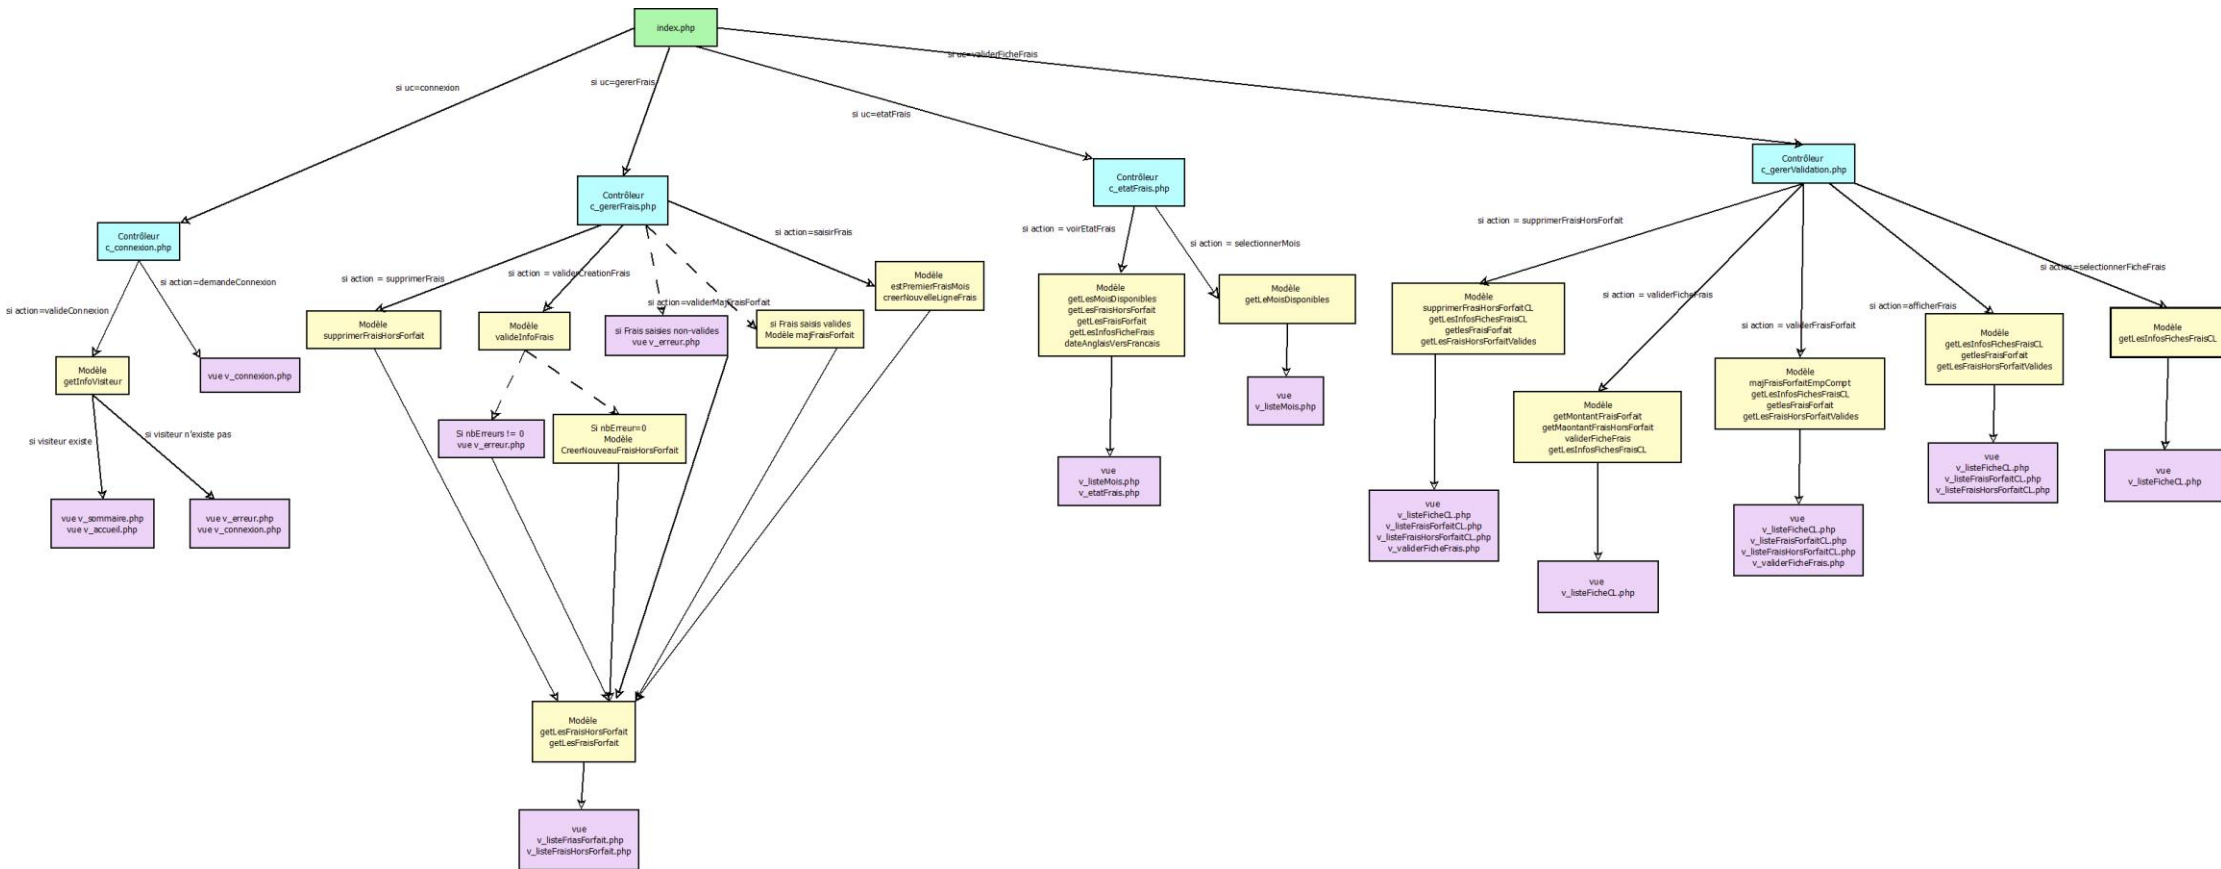 index.php
si uc=connexion
si uc=gererFrais
si uc=etatFrais
si uc=validerFicheFrais
Contrôleur
c_connexion.php
si action=valideConnexion
si action=demandeConnexion
Modèle
getInfoVisiteur
vue v_connexion.php
si visiteur existe
si visiteur n'existe pas
vue v_sommaire.php
vue v_accueil.php
vue v_erreur.php
vue v_connexion.php
Contrôleur
c_gererFrais.php
si action = supprimerFrais
si action = validerCreationFrais
si action=validerMajFraisForfait
si action=saisirFrais
Modèle
supprimerFraisHorsForfait
Modèle
valideInfoFrais
si Frais saisies non-valides
vue v_erreur.php
si Frais saisis valides
Modèle majFraisForfait
Modèle
estPremierFraisMois
creerNouvelleLigneFrais
Si nbErreurs != 0
vue v_erreur.php
Si nbErreur=0
Modèle
CreerNouveauFraisHorsForfait
Modèle
getLesFraisHorsForfait
getLesFraisForfait
vue
v_listeFriasForfait.php
v_listeFraisHorsForfait.php
Contrôleur
c_etatFrais.php
si action = voirEtatFrais
si action = selectionnerMois
Modèle
getLesMoisDisponibles
getLesFraisHorsForfait
getLesFraisForfait
getLesInfosFicheFrais
dateAnglaisVersFrancais
Modèle
getLeMoisDisponibles
vue
v_listeMois.php
v_etatFrais.php
vue
v_listeMois.php
Contrôleur
c_gererValidation.php
si action = supprimerFraisHorsForfait
si action = validerFicheFrais
si action = validerFraisForfait
si action=afficherFrais
si action=selectionnerFicheFrais
Modèle
supprimerFrasHorsForfaitCL
getLesInfosFichesFraisCL
getlesFraisForfait
getLesFraisHorsForfaitValides
Modèle
getMontantFraisForfait
getMaontantFraisHorsForfait
validerFicheFrais
getLesInfosFichesFraisCL
Modèle
majFraisForfaitEmpCompt
getLesInfosFichesFraisCL
getlesFraisForfait
getLesFraisHorsForfaitValides
Modèle
getLesInfosFichesFraisCL
getlesFraisForfait
getLesFraisHorsForfaitValides
Modèle
getLesInfosFichesFraisCL
vue
v_listeFicheCL.php
v_listeFraisForfaitCL.php
v_listeFraisHorsForfaitCL.php
v_validerFicheFrais.php
vue
v_listeFicheCL.php
vue
v_listeFicheCL.php
v_listeFraisForfaitCL.php
v_listeFraisHorsForfaitCL.php
v_validerFicheFrais.php
vue
v_listeFicheCL.php
v_listeFraisForfaitCL.php
v_listeFraisHorsForfaitCL.php
vue
v_listeFicheCL.php